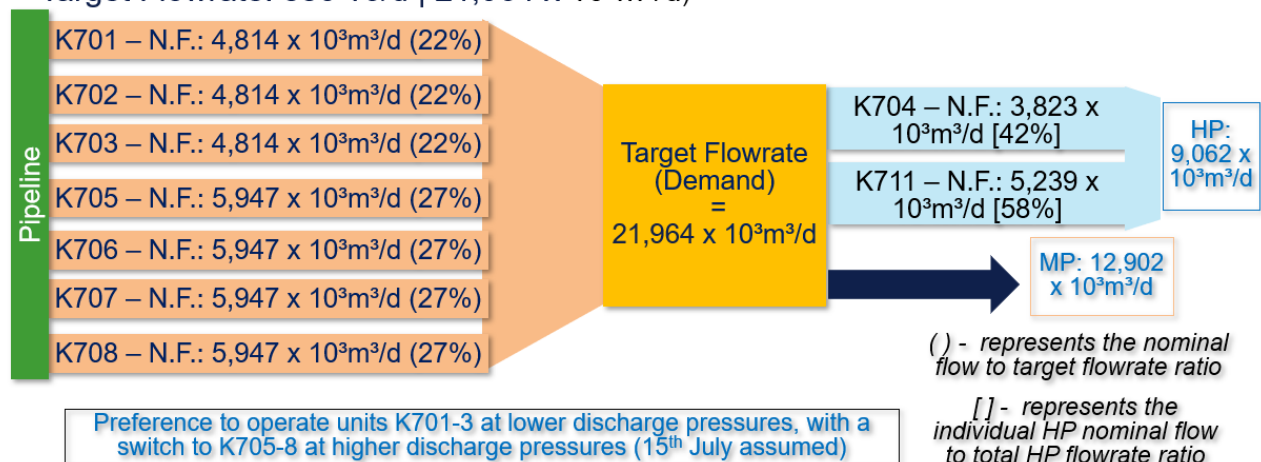 K701 – N.F.: 4,814 x 10³m³/d (22%)
K702 – N.F.: 4,814 x 10³m³/d (22%)
K703 – N.F.: 4,814 x 10³m³/d (22%)
K705 – N.F.: 5,947 x 10³m³/d (27%)
K706 – N.F.: 5,947 x 10³m³/d (27%)
K707 – N.F.: 5,947 x 10³m³/d (27%)
K708 – N.F.: 5,947 x 10³m³/d (27%)
Pipeline
Target Flowrate
(Demand)
=
21,964 x 10³m³/d
K704 – N.F.: 3,823 x
10³m³/d [42%]
K711 – N.F.: 5,239 x
10³m³/d [58%]
HP:
9,062 x
10³m³/d
MP: 12,902
x 10³m³/d
( ) - represents the nominal
flow to target flowrate ratio
[ ] - represents the
individual HP nominal flow
to total HP flowrate ratio
Preference to operate units K701-3 at lower discharge pressures, with a
switch to K705-8 at higher discharge pressures (15th July assumed)